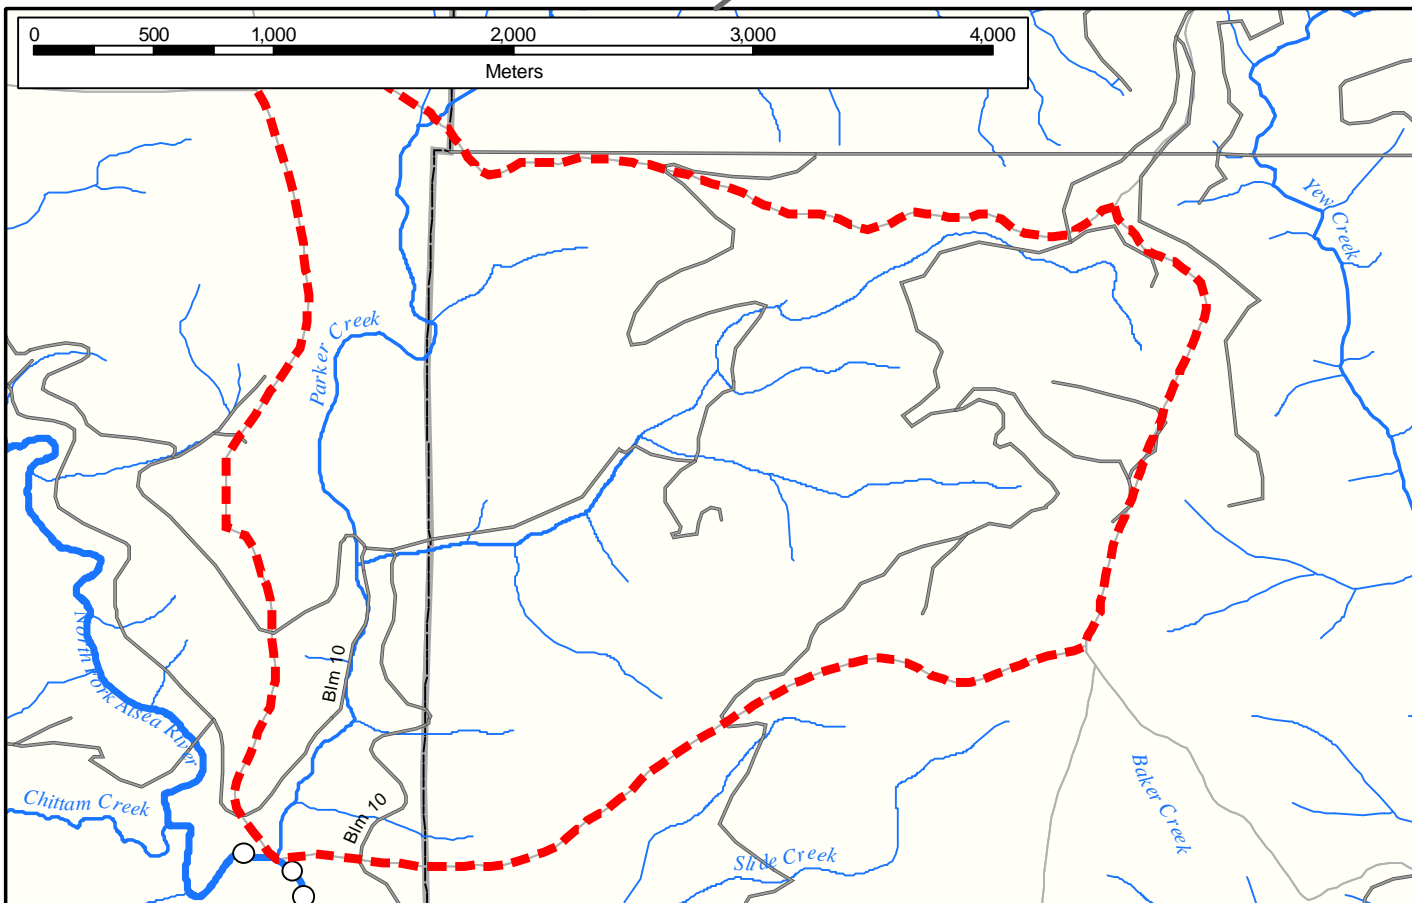 0 500 1,000 2,000 3,000 4,000
Meters
Yew Creek
Parker Creek
North Fork Alsea River
Blm 10
Blm 10
Chittam Creek
Baker Creek
Slide Creek